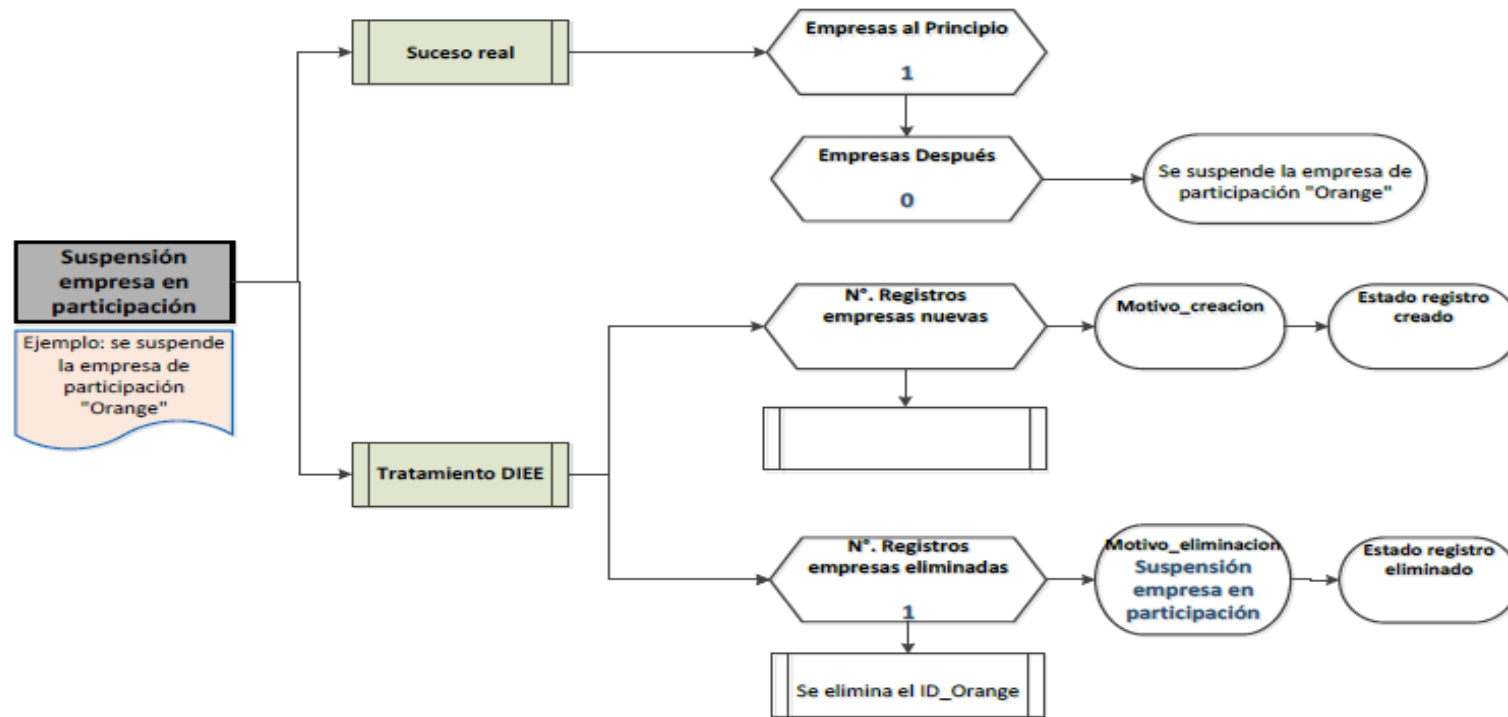 Suceso real
Empresas al Principio
1
Empresas Después
0
Se suspende la empresa de
participación "Orange"
Suspensión
empresa en
participación
Ejemplo: se suspende
la empresa de
participación
"Orange"
Tratamiento DIEE
N°. Registros
empresas nuevas
Motivo_creacion
Estado registro
creado
N°. Registros
empresas eliminadas
1
Motivo_eliminacion
Suspensión
empresa en
participación
Estado registro
eliminado
Se elimina el ID_Orange